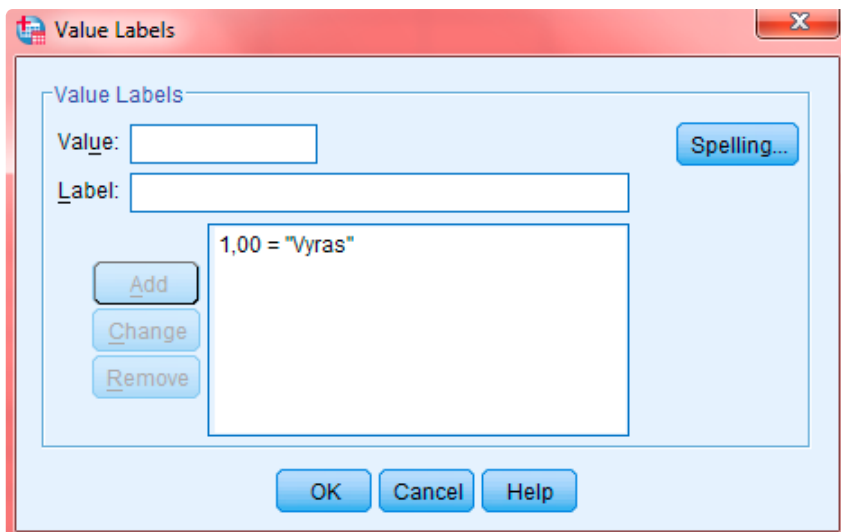 Value Labels
Value Labels
Value:
Spelling...
Label:
1,00 = "Vyras"
Add
Change
Remove
OK
Cancel
Help